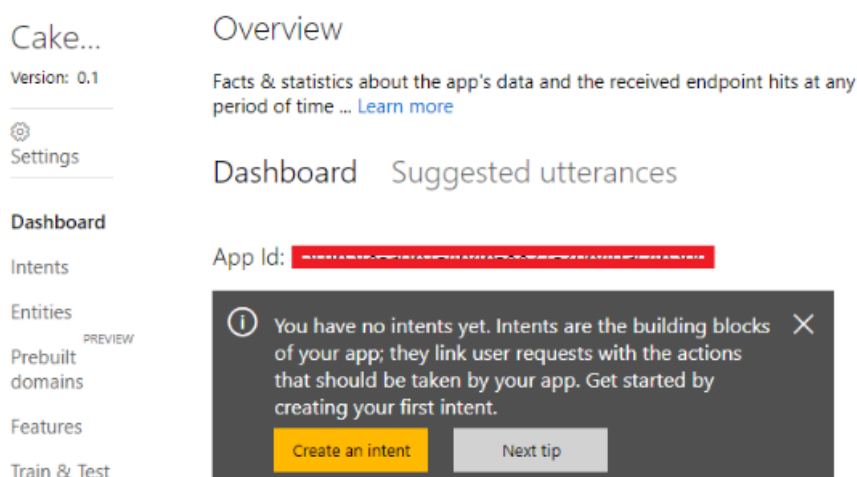 Cake...
Version: 0.1
Settings
Dashboard
Intents
Entities
PREVIEW
Prebuilt
domains
Features
Train & Test
Overview
Facts & statistics about the app's data and the received endpoint hits at any
period of time ... Learn more
Dashboard Suggested utterances
App Id:
You have no intents yet. Intents are the building blocks
of your app; they link user requests with the actions
that should be taken by your app. Get started by
creating your first intent.
Create an intent Next tip